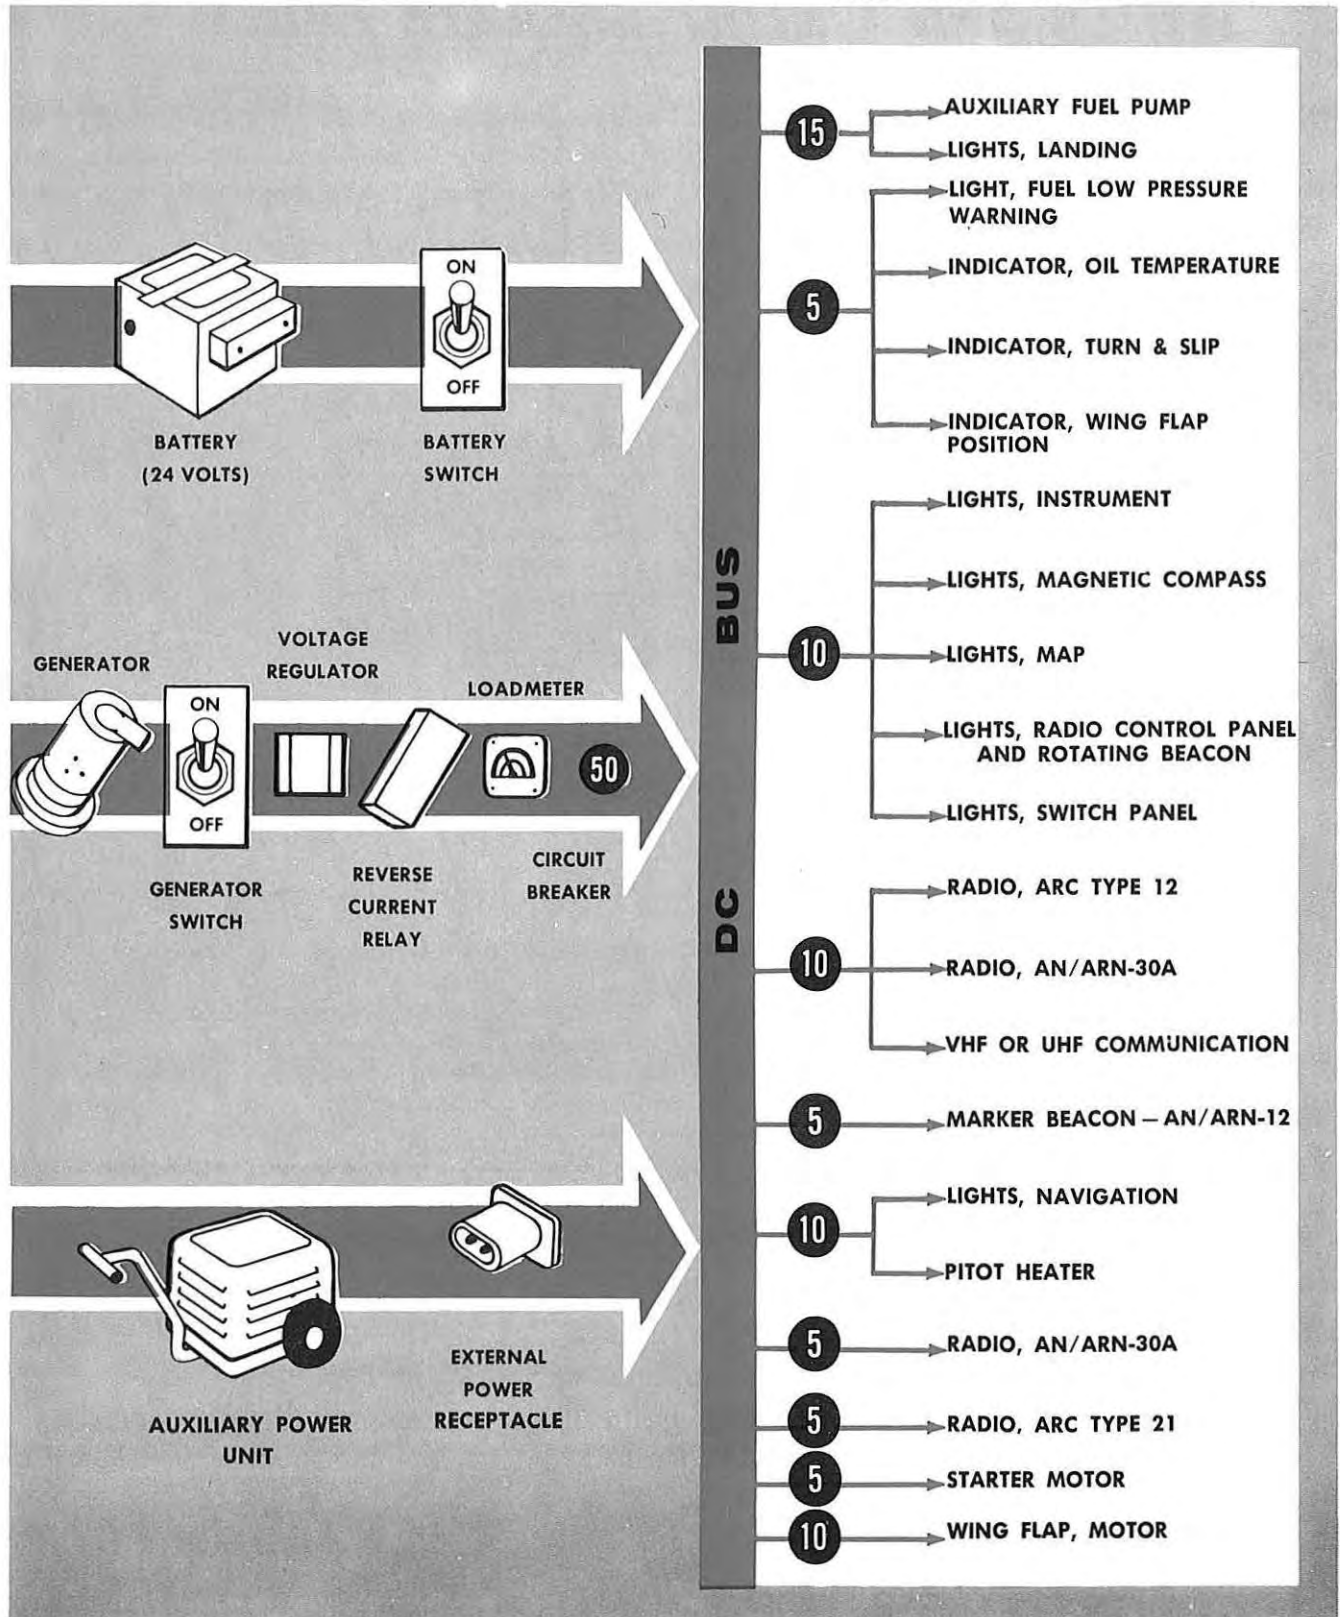 ON
OFF
BATTERY
(24 VOLTS)
BATTERY
SWITCH
GENERATOR
ON
OFF
GENERATOR
SWITCH
VOLTAGE
REGULATOR
REVERSE
CURRENT
RELAY
LOADMETER
50
CIRCUIT
BREAKER
AUXILIARY POWER
UNIT
EXTERNAL
POWER
RECEPTACLE
DC BUS
15
AUXILIARY FUEL PUMP
LIGHTS, LANDING
5
LIGHT, FUEL LOW PRESSURE
WARNING
INDICATOR, OIL TEMPERATURE
INDICATOR, TURN & SLIP
INDICATOR, WING FLAP
POSITION
10
LIGHTS, INSTRUMENT
LIGHTS, MAGNETIC COMPASS
LIGHTS, MAP
LIGHTS, RADIO CONTROL PANEL
AND ROTATING BEACON
LIGHTS, SWITCH PANEL
10
RADIO, ARC TYPE 12
RADIO, AN/ARN-30A
VHF OR UHF COMMUNICATION
5
MARKER BEACON — AN/ARN-12
10
LIGHTS, NAVIGATION
PITOT HEATER
5
RADIO, AN/ARN-30A
5
RADIO, ARC TYPE 21
5
STARTER MOTOR
10
WING FLAP, MOTOR